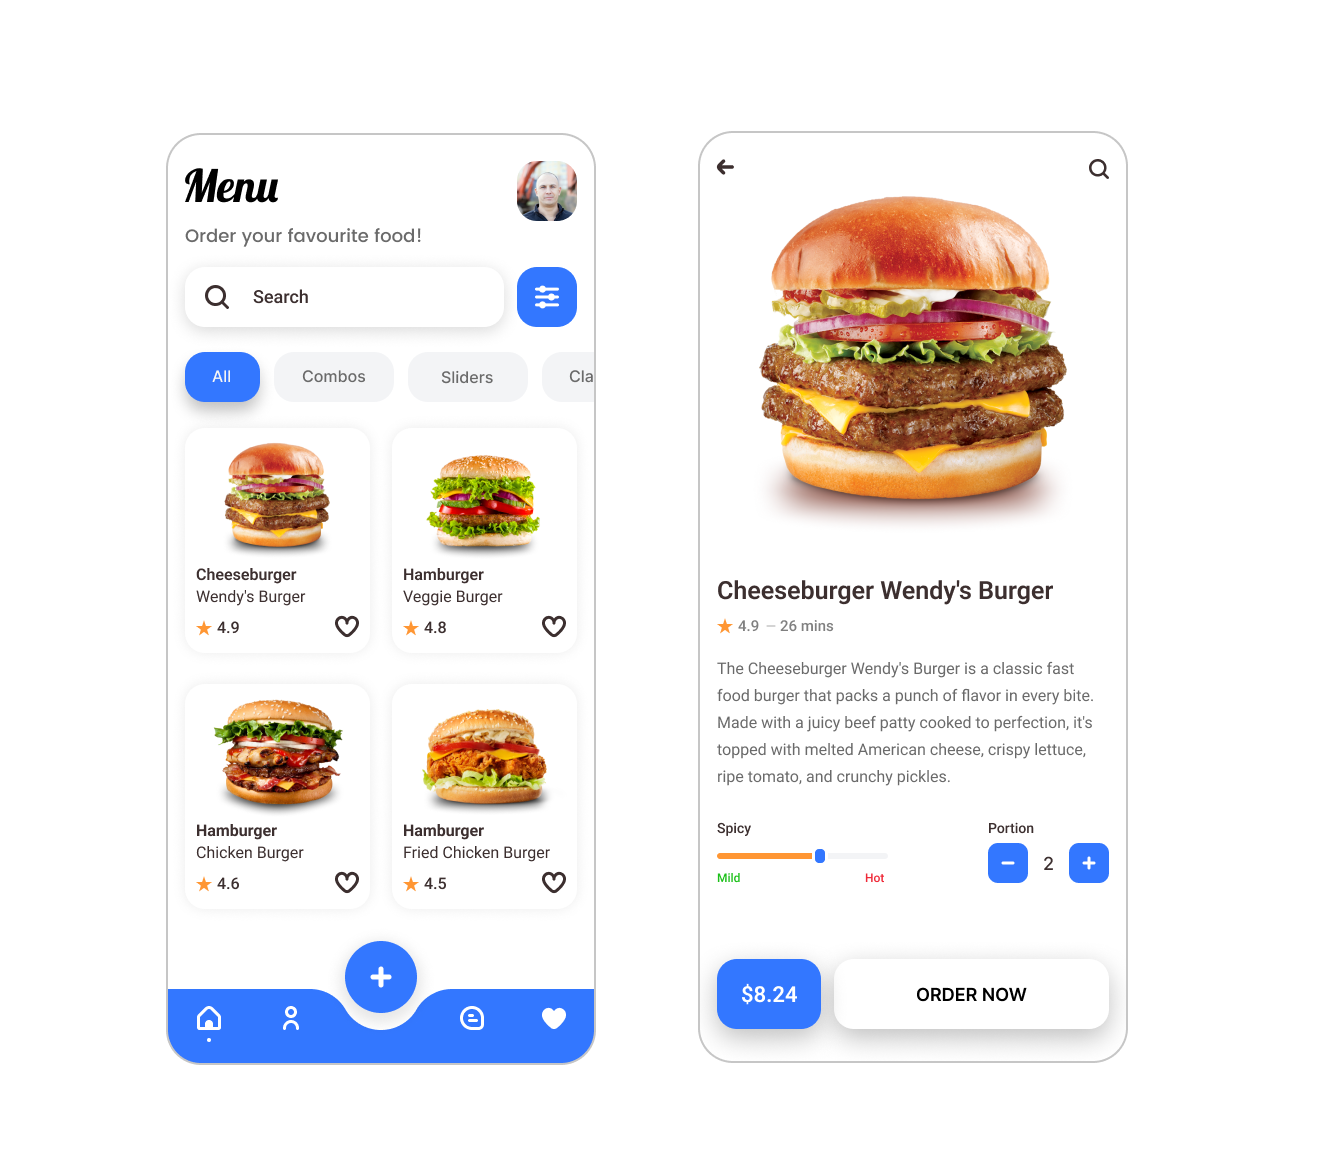 Menu
Order your favourite food!
Search
All
Combos
Sliders
Cla
Cheeseburger
Wendy's Burger
4.9
Hamburger
Veggie Burger
4.8
Hamburger
Chicken Burger
4.6
Hamburger
Fried Chicken Burger
4.5
Cheeseburger Wendy's Burger
4.9 – 26 mins
The Cheeseburger Wendy's Burger is a classic fast
food burger that packs a punch of flavor in every bite.
Made with a juicy beef patty cooked to perfection, it's
topped with melted American cheese, crispy lettuce,
ripe tomato, and crunchy pickles.
Spicy
Mild
Hot
Portion
2
$8.24
ORDER NOW